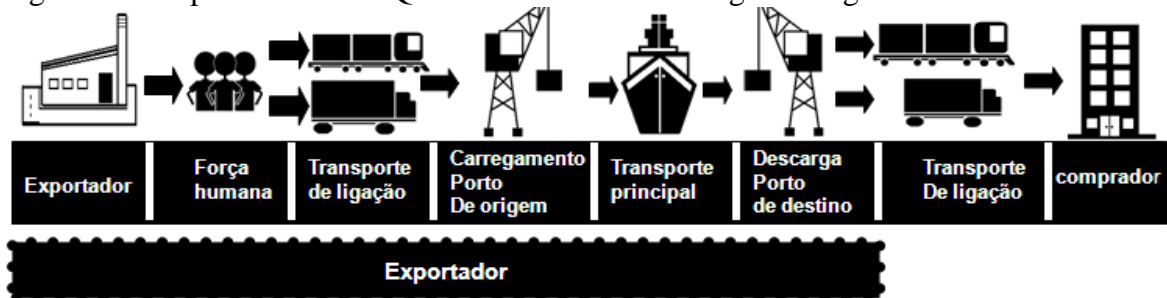 Exportador
Força
humana
Transporte
de ligação
Carregamento
Porto
De origem
Transporte
principal
Descarga
Porto
de destino
Transporte
De ligação
comprador
Exportador